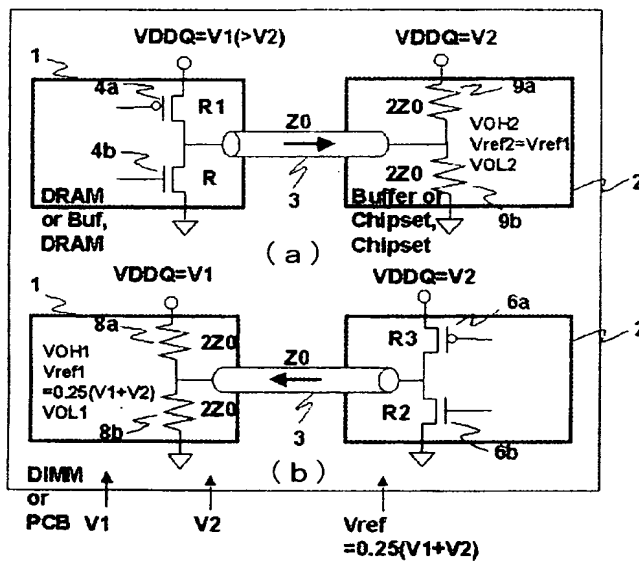 VDDQ=V1(>V2)
VDDQ=V2
1
4a
R1
Z0
2Z0
9a
4b
R
VOH2
Vref2=Vref1
VOL2
2Z0
DRAM
or Buf,
DRAM
3
Buffer or
Chipset,
Chipset
9b
2
(a)
VDDQ=V1
VDDQ=V2
1
8a
2Z0
Z0
R3
6a
2
VOH1
Vref1
=0.25(V1+V2)
VOL1
2Z0
R2
8b
3
6b
(b)
DIMM
or
PCB
V1
V2
Vref
=0.25(V1+V2)